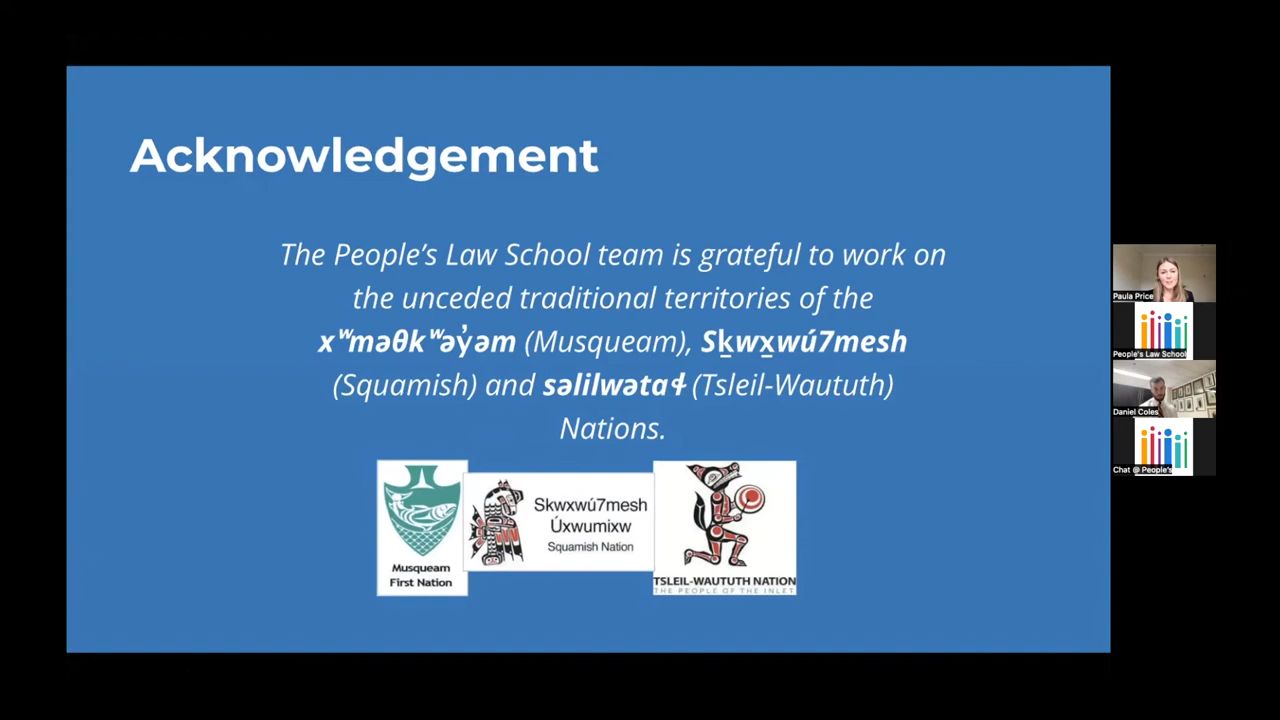 Acknowledgement
The People’s Law School team is grateful to work on
the unceded traditional territories of the
xʷməθkʷəy̓əm (Musqueam), Sḵwx̱wú7mesh
(Squamish) and səlilwətaɬ (Tsleil-Waututh)
Nations.
Musqueam
First Nation
Skwxwú7mesh
Úxwumixw
Squamish Nation
TSLEIL-WAUTUTH NATION
THE PEOPLE OF THE INLET
Paula Price
People's Law School
Daniel Coles
Chat @ People's